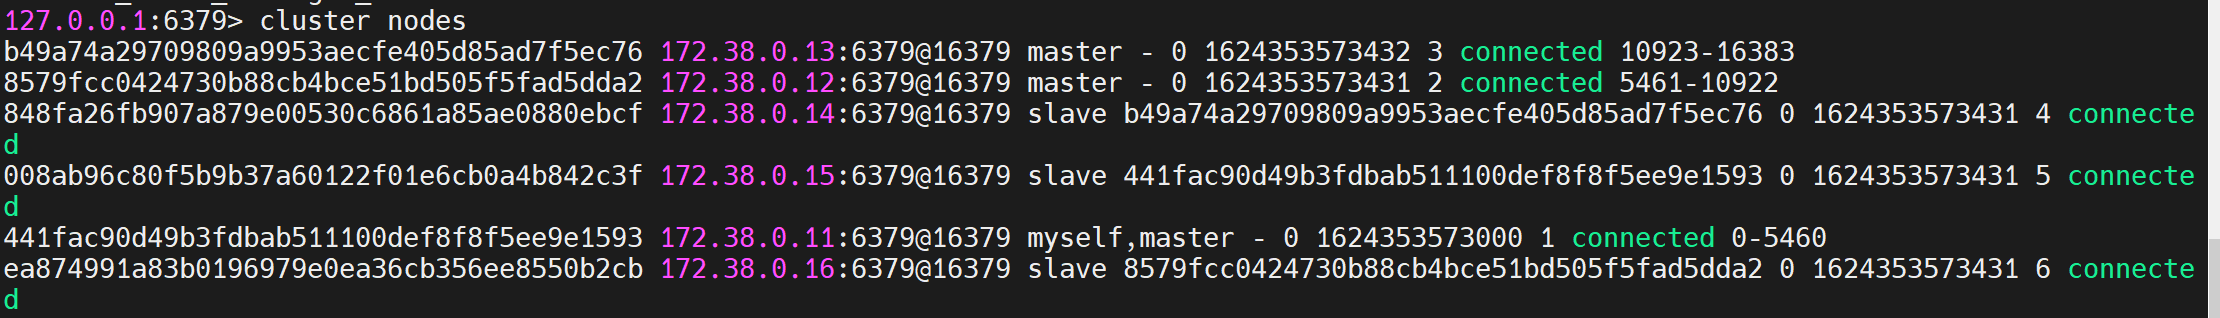 127.0.0.1:6379> cluster nodes
b49a74a29709809a9953aecfe405d85ad7f5ec76 172.38.0.13:6379@16379 master - 0 1624353573432 3 connected 10923-16383
8579fcc0424730b88cb4bce51bd505f5fad5dda2 172.38.0.12:6379@16379 master - 0 1624353573431 2 connected 5461-10922
848fa26fb907a879e00530c6861a85ae0880ebcf 172.38.0.14:6379@16379 slave b49a74a29709809a9953aecfe405d85ad7f5ec76 0 1624353573431 4 connecte
d
008ab96c80f5b9b37a60122f01e6cb0a4b842c3f 172.38.0.15:6379@16379 slave 441fac90d49b3fdbab511100def8f8f5ee9e1593 0 1624353573431 5 connecte
d
441fac90d49b3fdbab511100def8f8f5ee9e1593 172.38.0.11:6379@16379 myself,master - 0 1624353573000 1 connected 0-5460
ea874991a83b0196979e0ea36cb356ee8550b2cb 172.38.0.16:6379@16379 slave 8579fcc0424730b88cb4bce51bd505f5fad5dda2 0 1624353573431 6 connecte
d